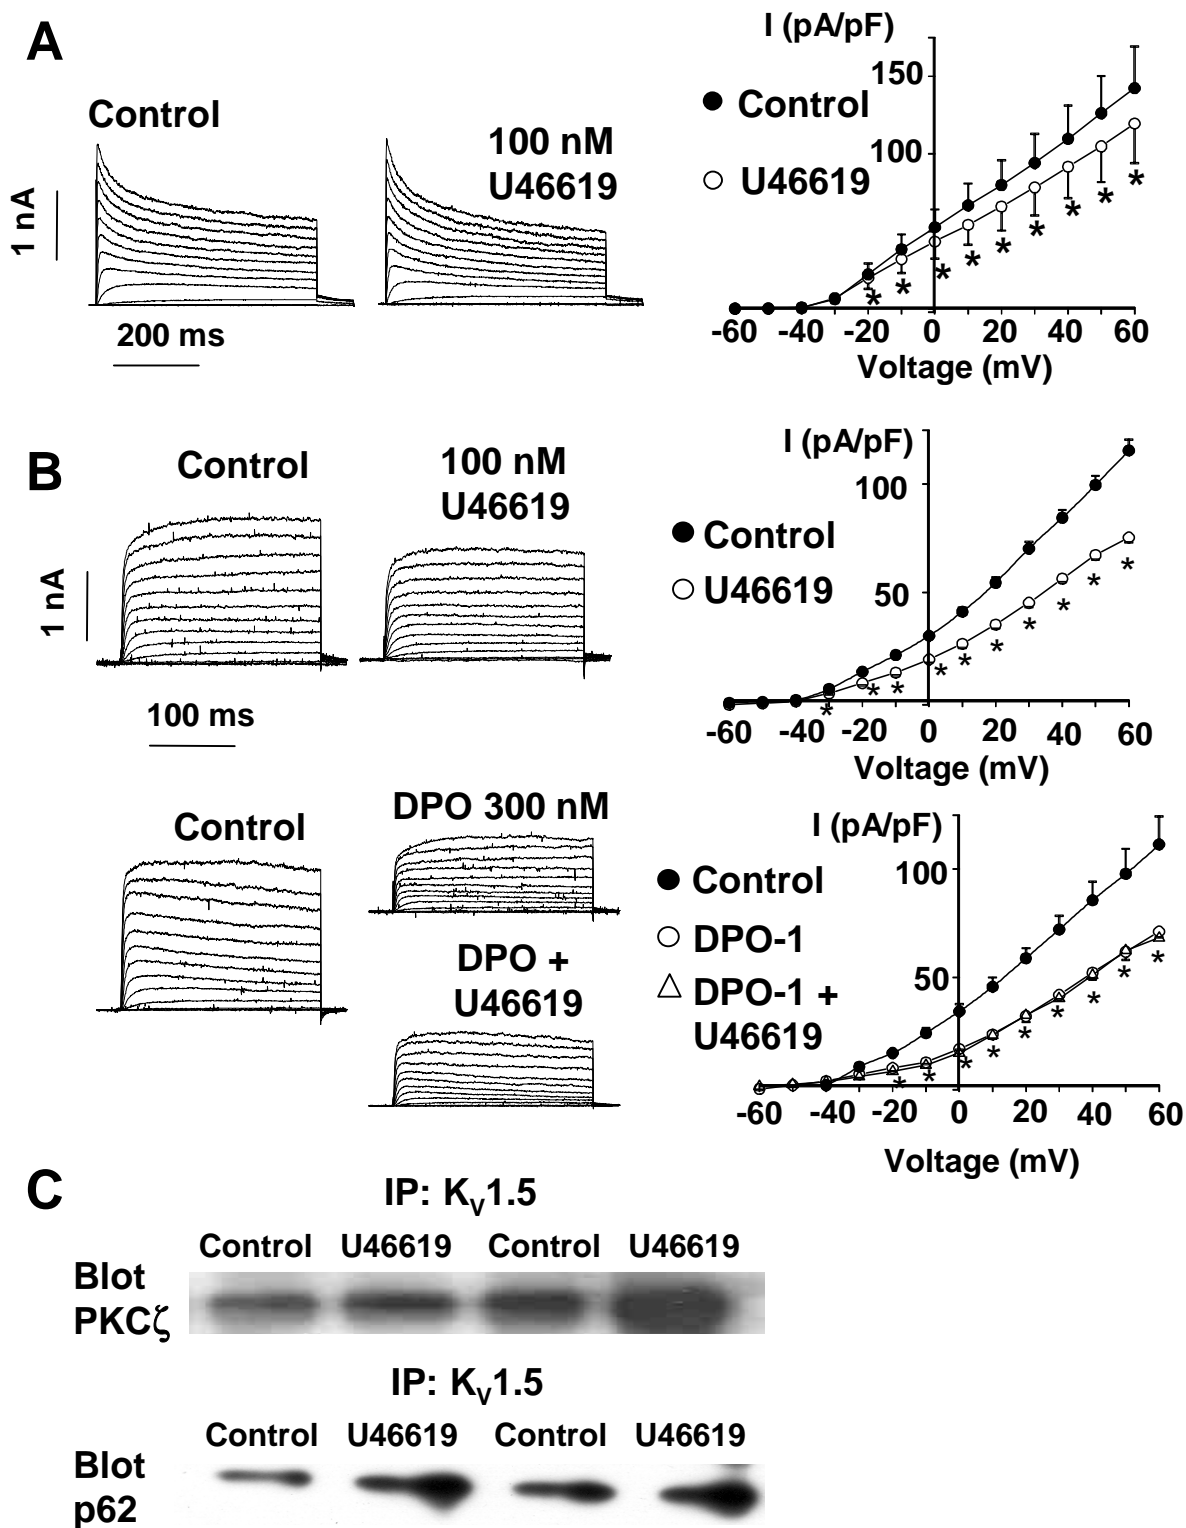 A
Control
100 nM
U46619
1 nA
200 ms
I (pA/pF)
150
100
Control
U46619
* * * * * * * * *
-60 -40 -20 0 20 40 60
Voltage (mV)
B
Control
100 nM
U46619
1 nA
100 ms
I (pA/pF)
100
50
Control
U46619
* * * * * * * * * *
-60 -40 -20 0 20 40 60
Voltage (mV)
Control
DPO 300 nM
DPO +
U46619
I (pA/pF)
100
50
Control
DPO-1
DPO-1 +
U46619
* * * * * * * * *
-60 -40 -20 0 20 40 60
Voltage (mV)
C
IP: KV1.5
Control U46619 Control U46619
Blot
PKCζ
IP: KV1.5
Control U46619 Control U46619
Blot
p62